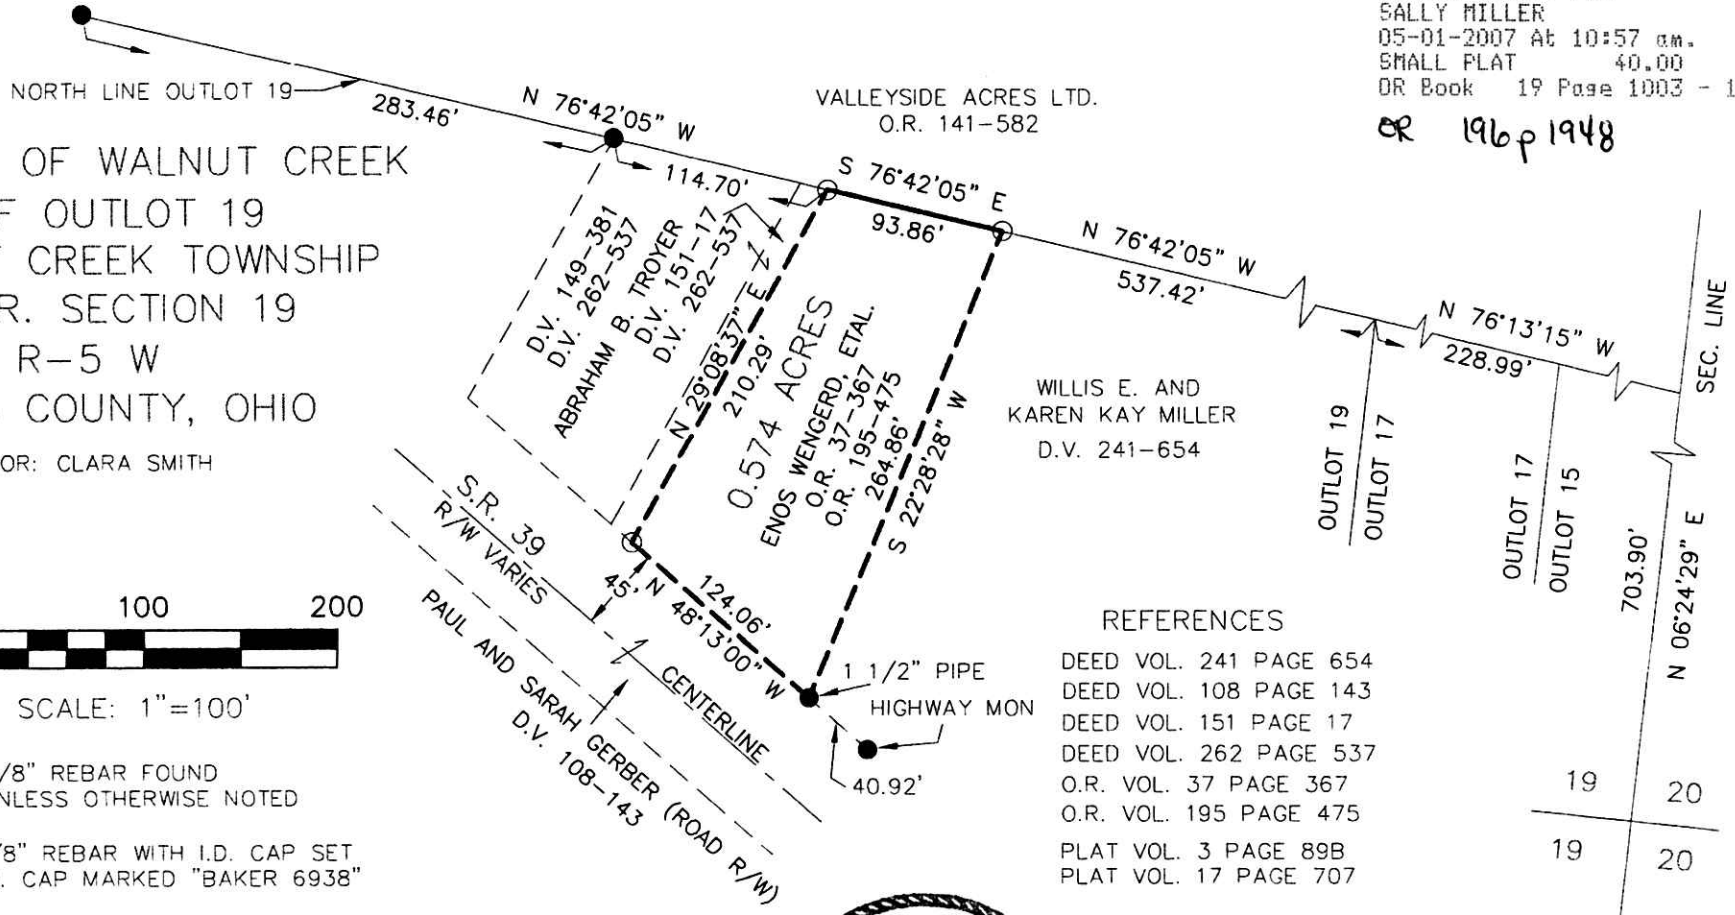 SALLY MILLER
05-01-2007 At 10:57 am.
SMALL PLAT 40.00
OR Book 19 Page 1003 - 1
OR 196 p 1948
NORTH LINE OUTLOT 19
283.46'
N 76°42'05" W
VALLEYSIDE ACRES LTD.
O.R. 141-582
OF WALNUT CREEK
OUTLOT 19
CREEK TOWNSHIP
R. SECTION 19
R-5 W
COUNTY, OHIO
OR: CLARA SMITH
114.70'
S 76°42'05" E
93.86'
N 76°42'05" W
537.42'
N 76°13'15" W
228.99'
SEC. LINE
D.V. 149-381
D.V. 262-537
ABRAHAM B. TROYER
D.V. 151-17
D.V. 262-537
N 29°08'37" E
210.29'
0.574 ACRES
ENOS WENGERD, ETAL.
O.R. 37-367
O.R. 195-475
264.86'
S 22°28'28" W
WILLIS E. AND
KAREN KAY MILLER
D.V. 241-654
OUTLOT 19
OUTLOT 17
OUTLOT 17
OUTLOT 15
703.90'
N 06°24'29" E
S.R. 39
R/W VARIES
45'
124.06'
N 48°13'00" W
PAUL AND SARAH GERBER (ROAD R/W)
D.V. 108-143
CENTERLINE
1 1/2" PIPE
HIGHWAY MON
40.92'
100 200
SCALE: 1"=100'
/8" REBAR FOUND
NLESS OTHERWISE NOTED
/8" REBAR WITH I.D. CAP SET
. CAP MARKED "BAKER 6938"
REFERENCES
DEED VOL. 241 PAGE 654
DEED VOL. 108 PAGE 143
DEED VOL. 151 PAGE 17
DEED VOL. 262 PAGE 537
O.R. VOL. 37 PAGE 367
O.R. VOL. 195 PAGE 475
PLAT VOL. 3 PAGE 89B
PLAT VOL. 17 PAGE 707
19 20
19 20